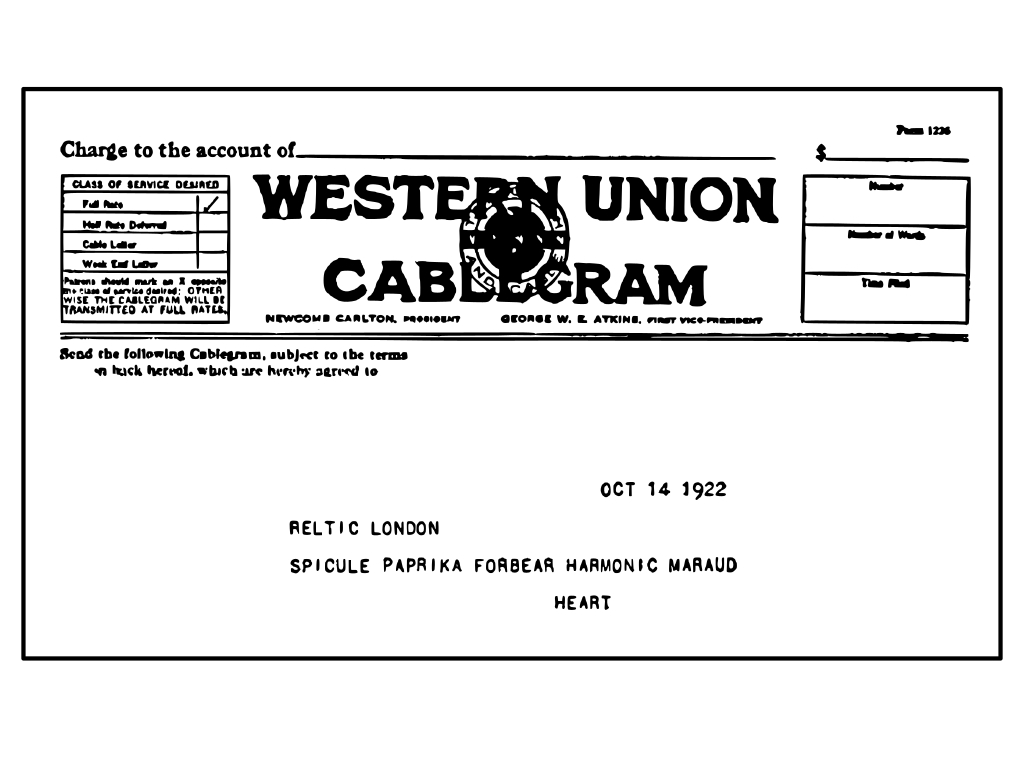 Form 1226
Charge to the account of
$
CLASS OF SERVICE DESIRED
Full Rate
Half Rate Deferred
Cable Letter
Week End Letter
Patrons should mark an X opposite
the class of service desired: OTHER
WISE THE CABLEGRAM WILL BE
TRANSMITTED AT FULL RATES.
WESTERN UNION
CABLEGRAM
NEWCOMB CARLTON, PRESIDENT GEORGE W. E. ATKINS, FIRST VICE-PRESIDENT
Number
Number of Words
Time Filed
Send the following Cablegram, subject to the terms
on back hereof, which are hereby agreed to
OCT 14 1922
RELTIC LONDON
SPICULE PAPRIKA FORBEAR HARMONIC MARAUD
HEART